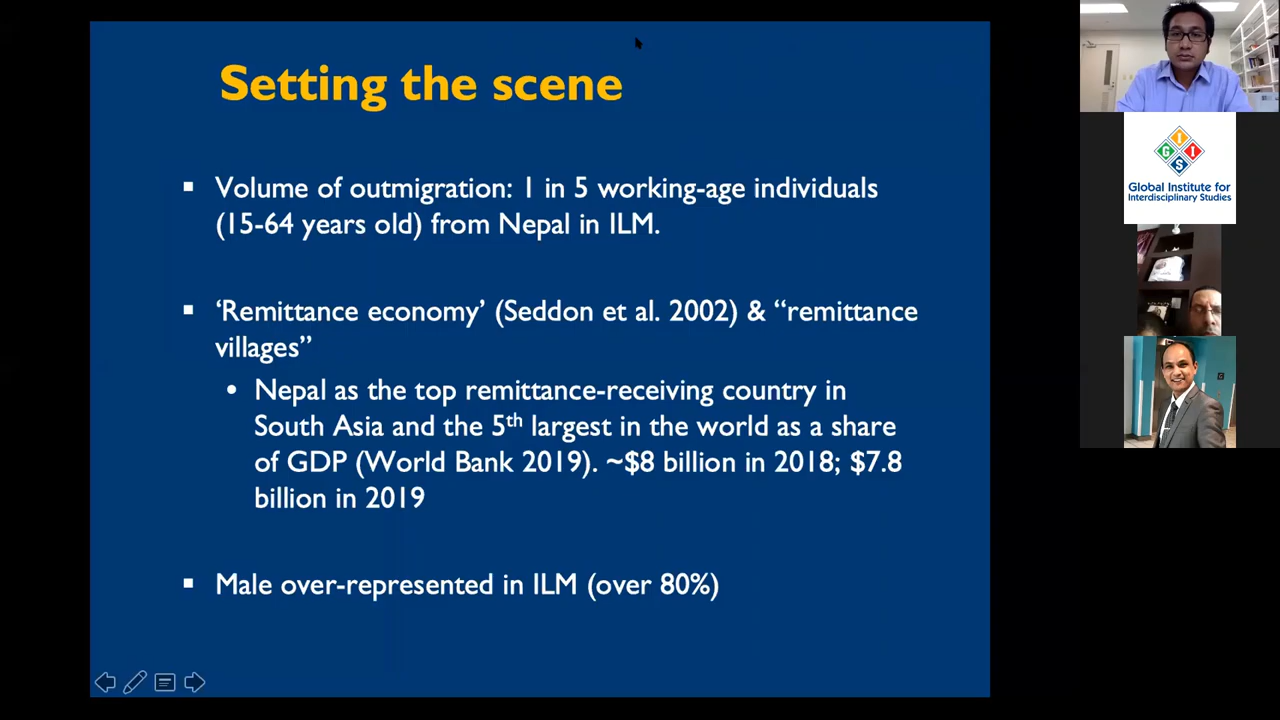 Setting the scene
▪ Volume of outmigration: 1 in 5 working-age individuals
(15-64 years old) from Nepal in ILM.
▪ ‘Remittance economy’ (Seddon et al. 2002) & “remittance
villages”
• Nepal as the top remittance-receiving country in
South Asia and the 5th largest in the world as a share
of GDP (World Bank 2019). ~$8 billion in 2018; $7.8
billion in 2019
▪ Male over-represented in ILM (over 80%)
I
G I
S
Global Institute for
Interdisciplinary Studies